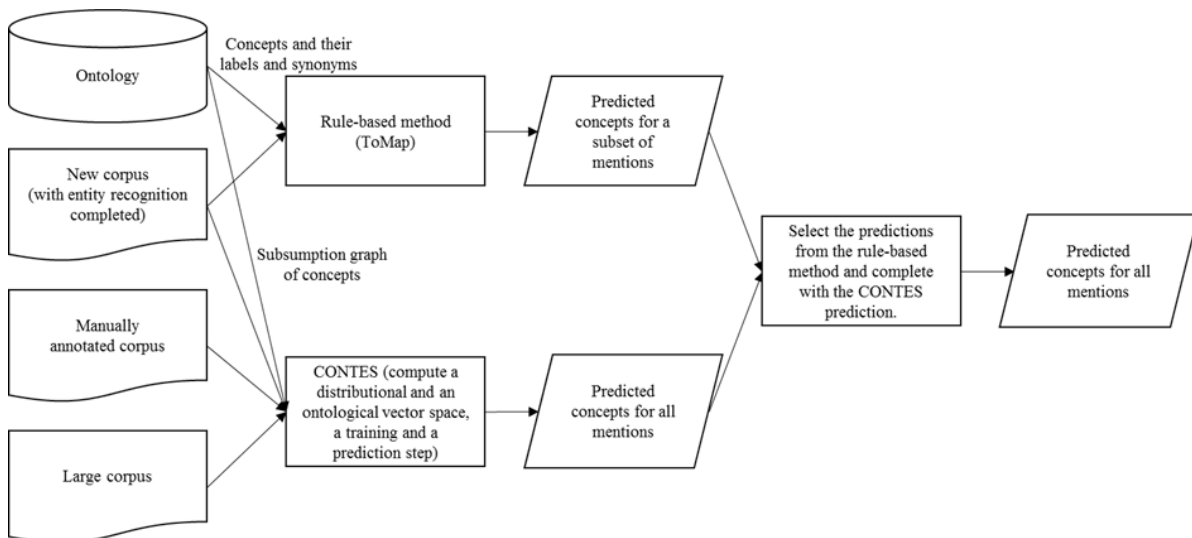 Ontology
Concepts and their
labels and synonyms
Rule-based method
(ToMap)
Predicted
concepts for a
subset of
mentions
New corpus
(with entity recognition
completed)
Subsumption graph
of concepts
Select the predictions
from the rule-based
method and complete
with the CONTES
prediction.
Predicted
concepts for all
mentions
Manually
annotated corpus
CONTES (compute a
distributional and an
ontological vector space,
a training and a
prediction step)
Predicted
concepts for all
mentions
Large corpus